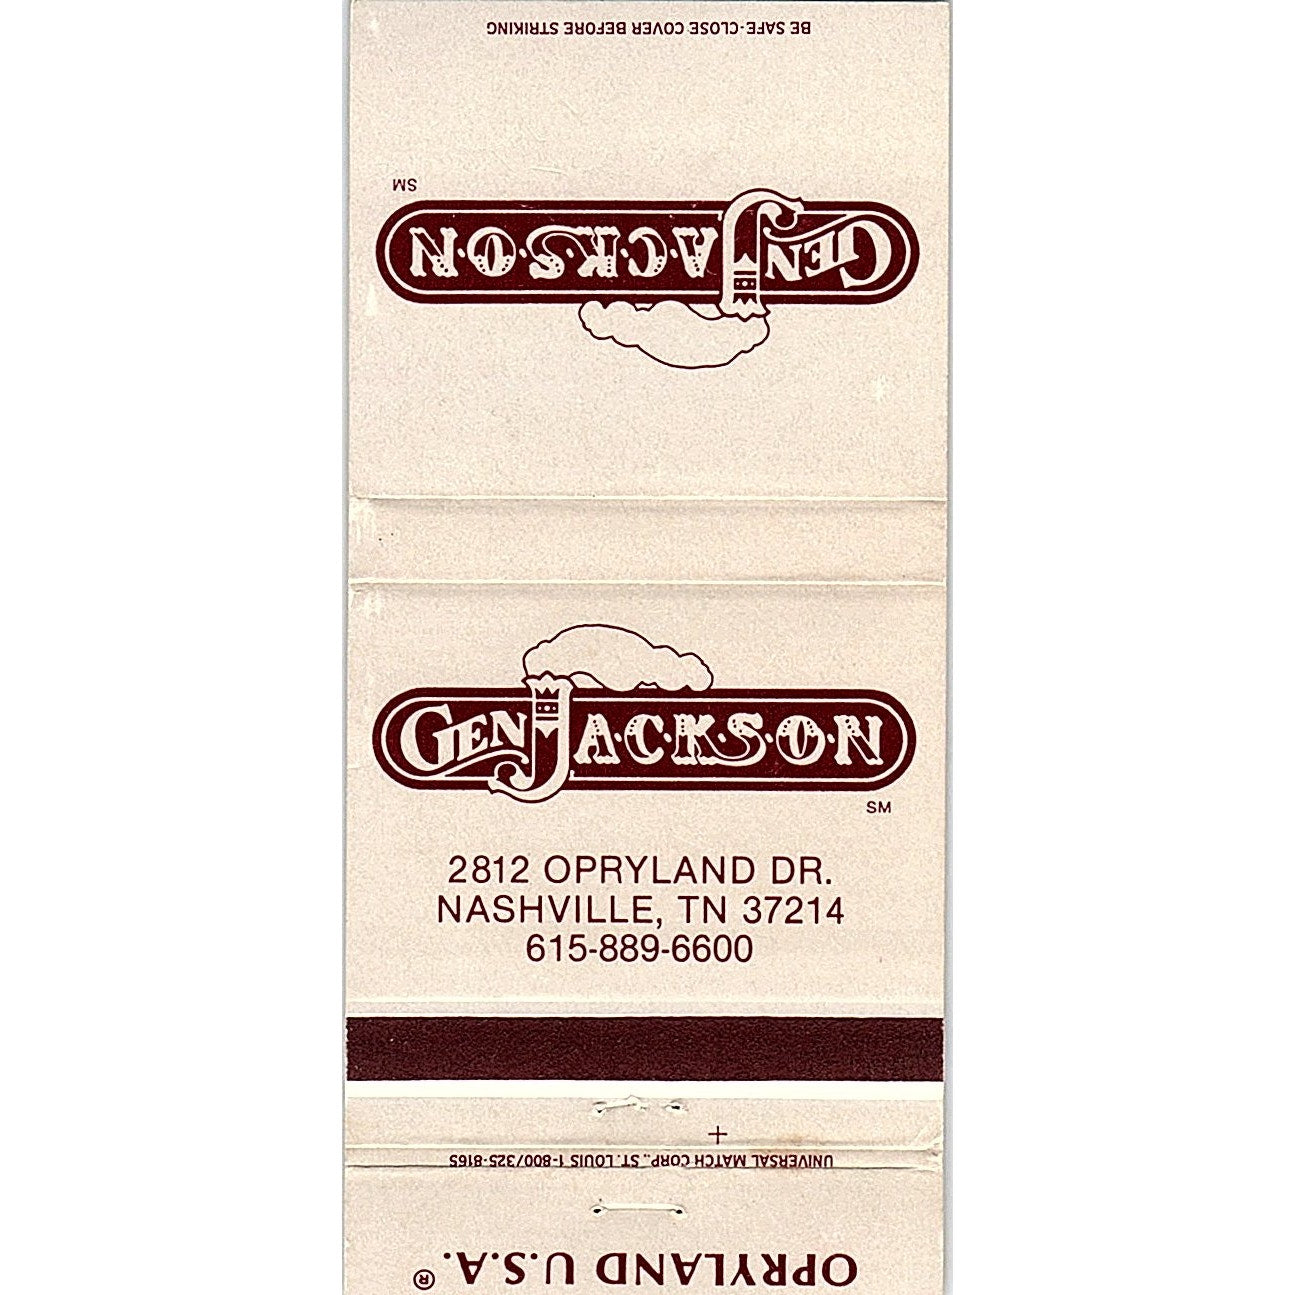 BE SAFE-CLOSE COVER BEFORE STRIKING
GEN JACKSON
SM
GEN JACKSON
SM
2812 OPRYLAND DR.
NASHVILLE, TN 37214
615-889-6600
UNIVERSAL MATCH CORP., ST. LOUIS 1-800/325-8165
OPRYLAND U.S.A.®